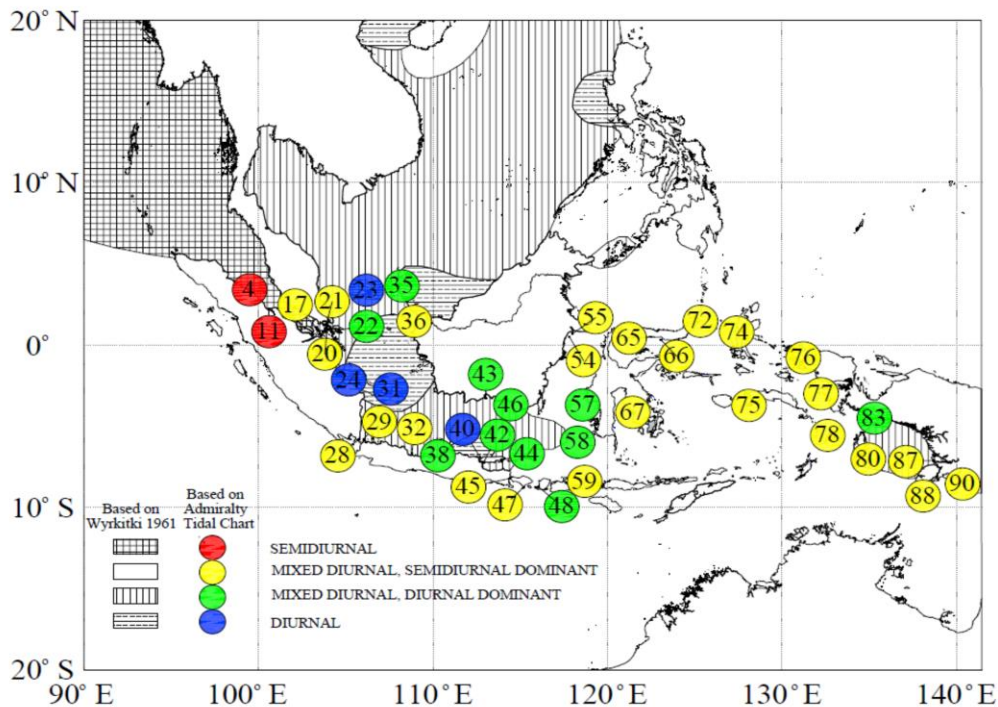 20° N
10° N
0°
10° S
20° S
4
17
21
23
35
11
22
36
20
24
31
43
29
32
40
46
42
28
38
44
45
47
48
55
65
54
66
57
67
58
59
72
74
76
75
77
83
78
80
87
88
90
Based on Wyrkitki 1961
Based on Admiralty Tidal Chart
SEMIDIURNAL
MIXED DIURNAL, SEMIDIURNAL DOMINANT
MIXED DIURNAL, DIURNAL DOMINANT
DIURNAL
90° E
100° E
110° E
120° E
130° E
140° E